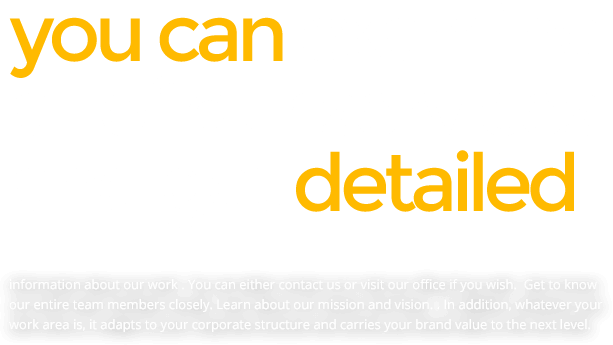 you can
detailed
information about our work . You can either contact us or visit our office if you wish. Get to know
our entire team members closely. Learn about our mission and vision. . In addition, whatever your
work area is, it adapts to your corporate structure and carries your brand value to the next level.